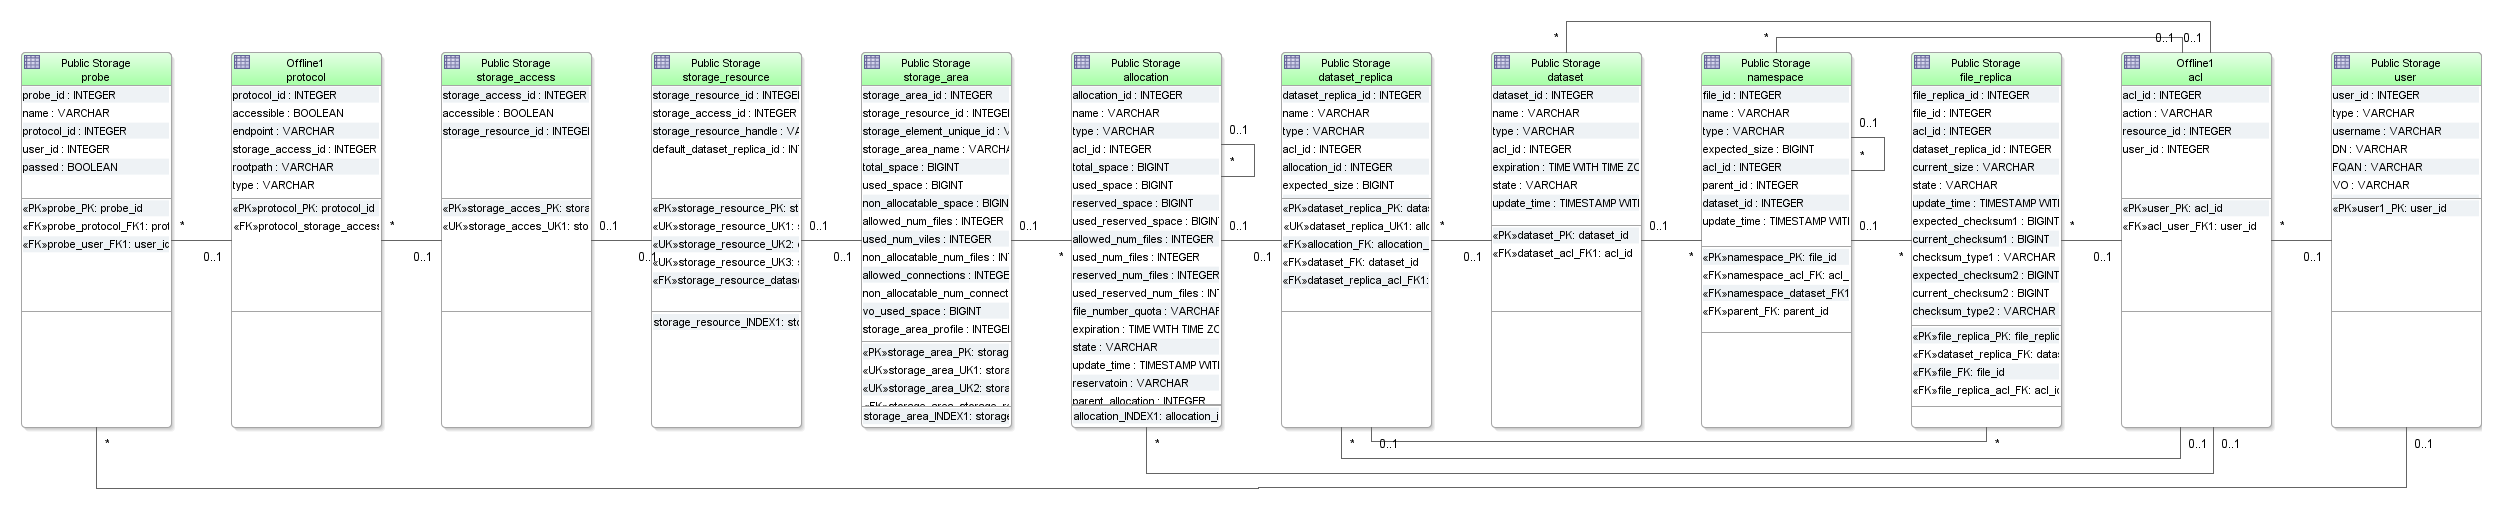 Public Storage
probe
probe_id : INTEGER
name : VARCHAR
protocol_id : INTEGER
user_id : INTEGER
passed : BOOLEAN
«PK»probe_PK: probe_id
«FK»probe_protocol_FK1: prot
«FK»probe_user_FK1: user_id
Offline1
protocol
protocol_id : INTEGER
accessible : BOOLEAN
endpoint : VARCHAR
storage_access_id : INTEGER
rootpath : VARCHAR
type : VARCHAR
«PK»protocol_PK: protocol_id
«FK»protocol_storage_access
Public Storage
storage_access
storage_access_id : INTEGER
accessible : BOOLEAN
storage_resource_id : INTEGE
«PK»storage_acces_PK: stora
«UK»storage_acces_UK1: sto
Public Storage
storage_resource
storage_resource_id : INTEGE
storage_access_id : INTEGER
storage_resource_handle : VA
default_dataset_replica_id : IN
«PK»storage_resource_PK: st
«UK»storage_resource_UK1:
«UK»storage_resource_UK2:
«UK»storage_resource_UK3:
«FK»storage_resource_datas
storage_resource_INDEX1: sto
Public Storage
storage_area
storage_area_id : INTEGER
storage_resource_id : INTEGER
storage_element_unique_id : V
storage_area_name : VARCHA
total_space : BIGINT
used_space : BIGINT
non_allocatable_space : BIGIN
allowed_num_files : INTEGER
used_num_viles : INTEGER
non_allocatable_num_files : IN
allowed_connections : INTEGE
non_allocatable_num_connect
vo_used_space : BIGINT
storage_area_profile : INTEGE
«PK»storage_area_PK: storag
«UK»storage_area_UK1: stora
«UK»storage_area_UK2: stora
«FK»storage_area_storage_r
storage_area_INDEX1: storage
Public Storage
allocation
allocation_id : INTEGER
name : VARCHAR
type : VARCHAR
acl_id : INTEGER
total_space : BIGINT
used_space : BIGINT
reserved_space : BIGINT
used_reserved_space : BIGIN
allowed_num_files : INTEGER
used_num_files : INTEGER
reserved_num_files : INTEGER
used_reserved_num_files : IN
file_number_quota : VARCHAR
expiration : TIME WITH TIME ZO
state : VARCHAR
update_time : TIMESTAMP WITI
reservatoin : VARCHAR
parent_allocation : INTEGER
allocation_INDEX1: allocation_i
Public Storage
dataset_replica
dataset_replica_id : INTEGER
name : VARCHAR
type : VARCHAR
acl_id : INTEGER
allocation_id : INTEGER
expected_size : BIGINT
«PK»dataset_replica_PK: data
«UK»dataset_replica_UK1: allo
«FK»allocation_FK: allocation_
«FK»dataset_FK: dataset_id
«FK»dataset_replica_acl_FK1:
Public Storage
dataset
dataset_id : INTEGER
name : VARCHAR
type : VARCHAR
acl_id : INTEGER
expiration : TIME WITH TIME ZO
state : VARCHAR
update_time : TIMESTAMP WITI
«PK»dataset_PK: dataset_id
«FK»dataset_acl_FK1: acl_id
Public Storage
namespace
file_id : INTEGER
name : VARCHAR
type : VARCHAR
expected_size : BIGINT
acl_id : INTEGER
parent_id : INTEGER
dataset_id : INTEGER
update_time : TIMESTAMP WITI
«PK»namespace_PK: file_id
«FK»namespace_acl_FK: acl_
«FK»namespace_dataset_FK1
«FK»parent_FK: parent_id
Public Storage
file_replica
file_replica_id : INTEGER
file_id : INTEGER
acl_id : INTEGER
dataset_replica_id : INTEGER
current_size : VARCHAR
state : VARCHAR
update_time : TIMESTAMP WITI
expected_checksum1 : BIGINT
current_checksum1 : BIGINT
checksum_type1 : VARCHAR
expected_checksum2 : BIGINT
current_checksum2 : BIGINT
checksum_type2 : VARCHAR
«PK»file_replica_PK: file_replic
«FK»dataset_replica_FK: data
«FK»file_FK: file_id
«FK»file_replica_acl_FK: acl_id
Offline1
acl
acl_id : INTEGER
action : VARCHAR
resource_id : INTEGER
user_id : INTEGER
«PK»user_PK: acl_id
«FK»acl_user_FK1: user_id
Public Storage
user
user_id : INTEGER
type : VARCHAR
username : VARCHAR
DN : VARCHAR
FQAN : VARCHAR
VO : VARCHAR
«PK»user1_PK: user_id
* * 0..1 0..1
0..1 * 0..1 *
* * 0..1 0..1 0..1 0..1 * 0..1 0..1 * *
0..1 0..1 0..1 0..1 * 0..1 0..1 * * 0..1 0..1
* * * 0..1 * 0..1 0..1 0..1